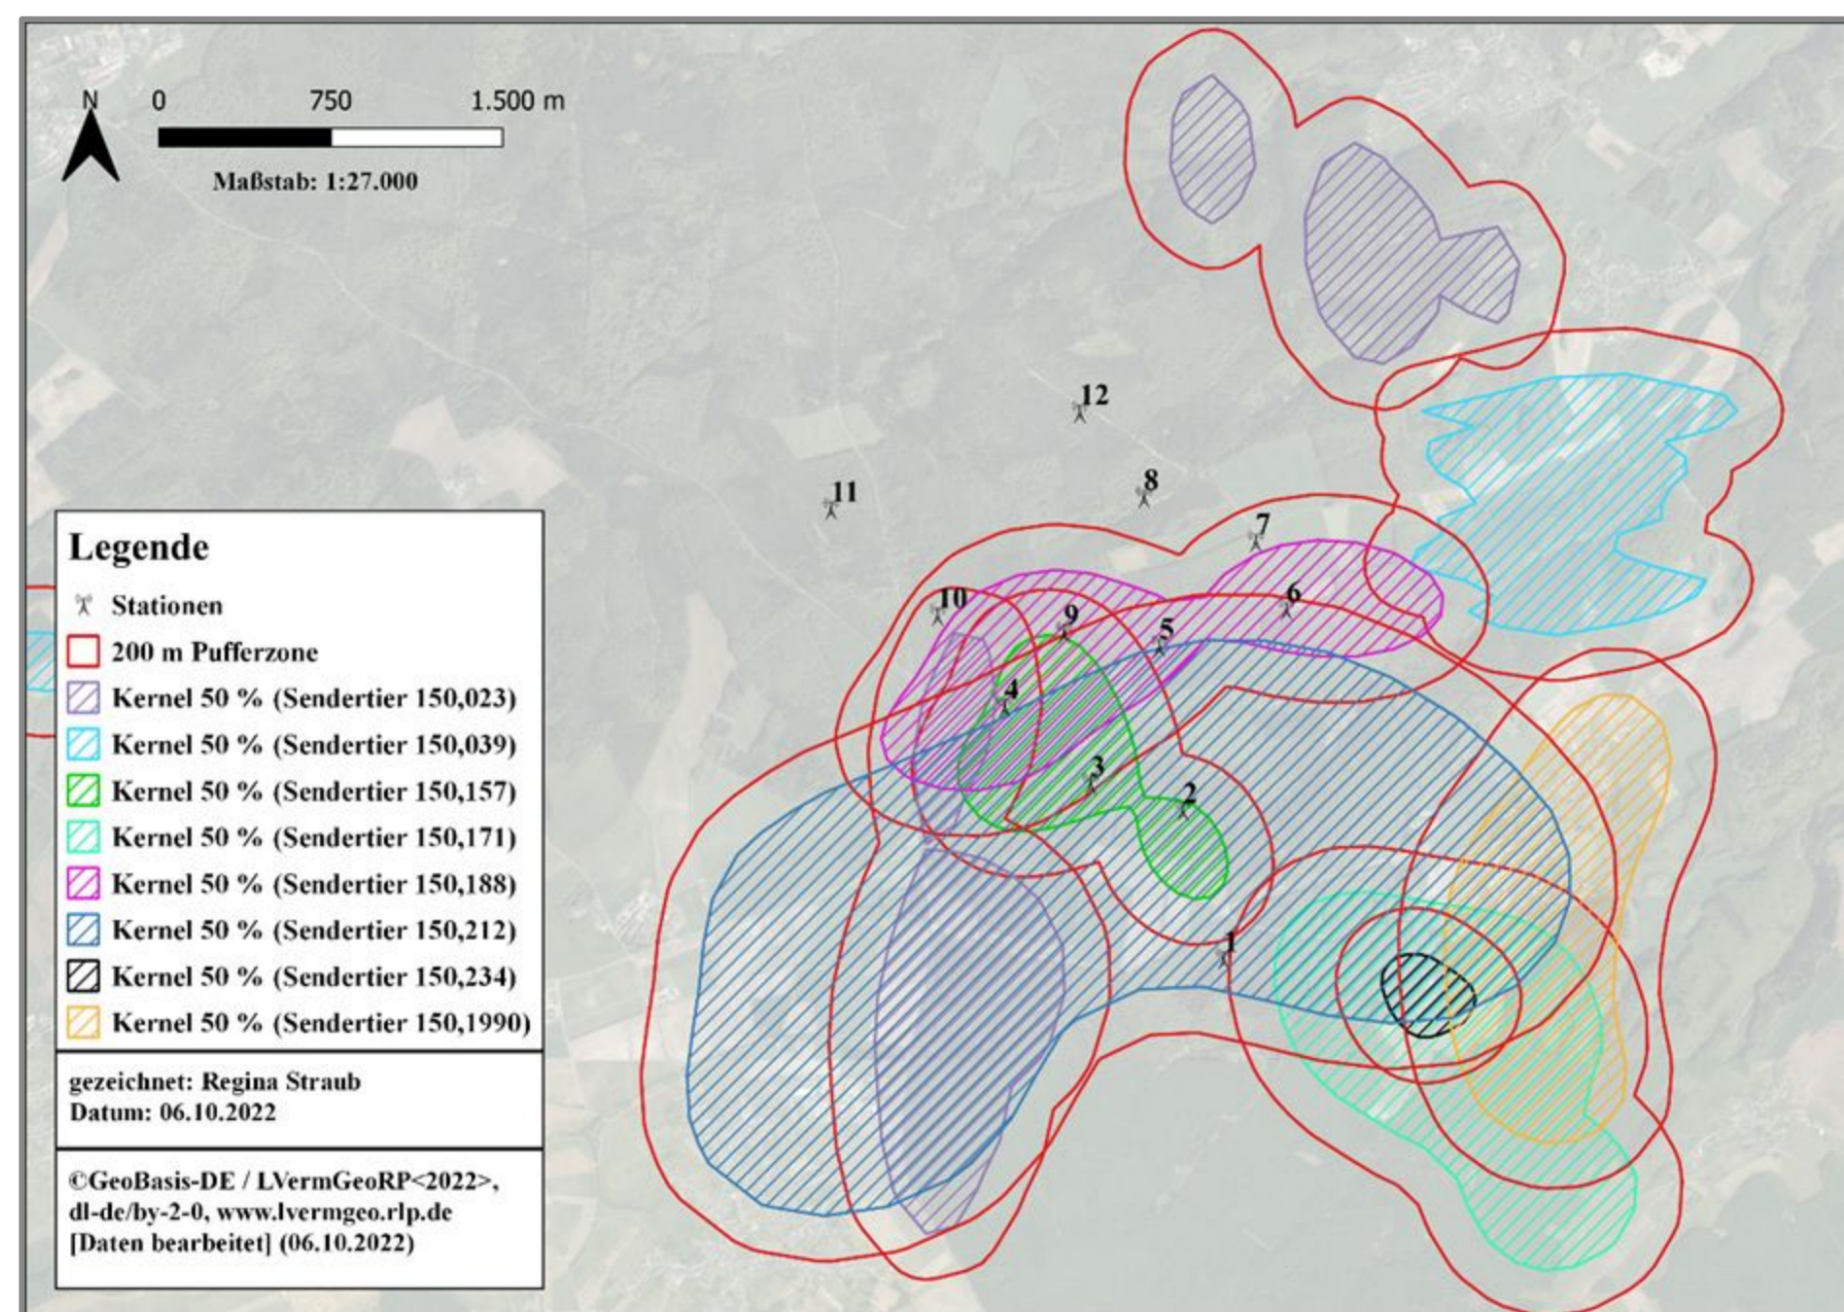 N 0 750 1.500 m
Maßstab: 1:27.000
12
8
11
7
10
6
9
5
4
3
2
1
Legende
Stationen
200 m Pufferzone
Kernel 50 % (Sendertier 150,023)
Kernel 50 % (Sendertier 150,039)
Kernel 50 % (Sendertier 150,157)
Kernel 50 % (Sendertier 150,171)
Kernel 50 % (Sendertier 150,188)
Kernel 50 % (Sendertier 150,212)
Kernel 50 % (Sendertier 150,234)
Kernel 50 % (Sendertier 150,1990)
gezeichnet: Regina Straub
Datum: 06.10.2022
©GeoBasis-DE / LVermGeoRP<2022>,
dl-de/by-2-0, www.lvermgeo.rlp.de
[Daten bearbeitet] (06.10.2022)